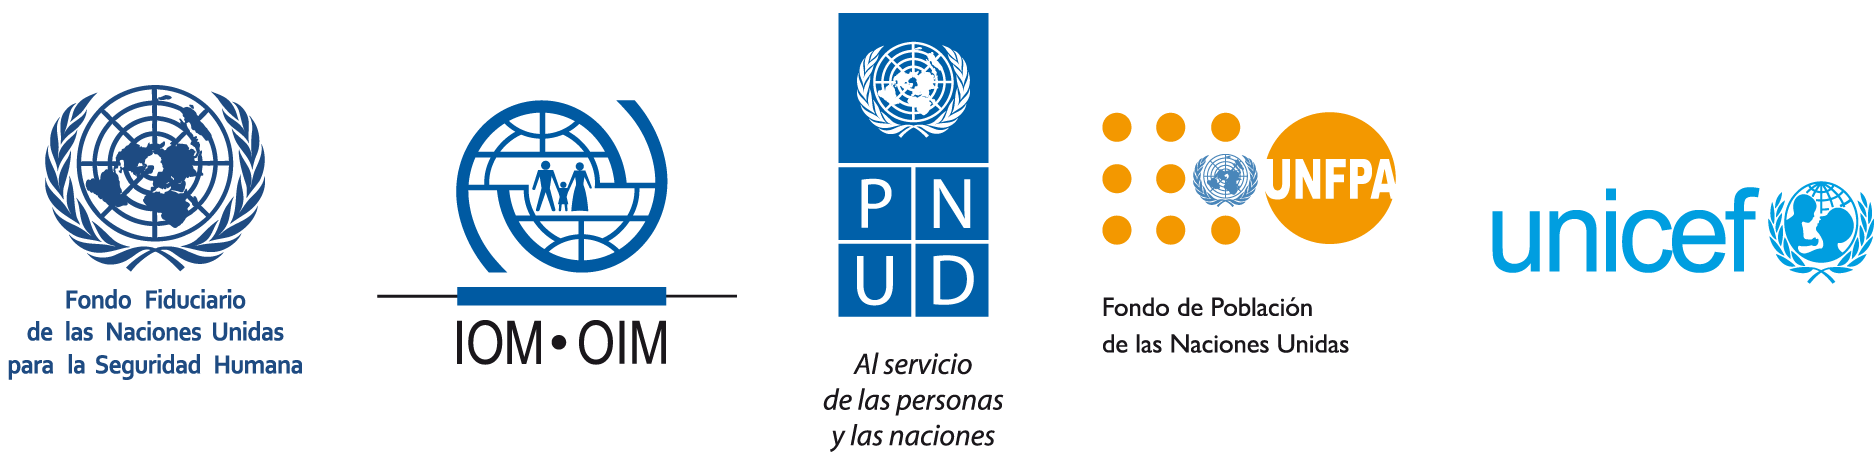 Fondo Fiduciario
de las Naciones Unidas
para la Seguridad Humana
IOM • OIM
P N
U D
Al servicio
de las personas
y las naciones
UNFPA
Fondo de Población
de las Naciones Unidas
unicef